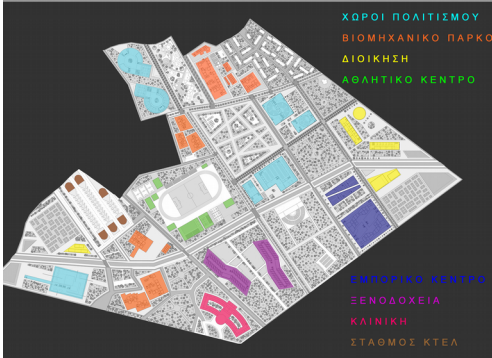 ΧΩΡΟΙ ΠΟΛΙΤΙΣΜΟΥ
ΒΙΟΜΗΧΑΝΙΚΟ ΠΑΡΚΟ
ΔΙΟΙΚΗΣΗ
ΑΘΛΗΤΙΚΟ ΚΕΝΤΡΟ
ΕΜΠΟΡΙΚΟ ΚΕΝΤΡΟ
ΞΕΝΟΔΟΧΕΙΑ
ΚΛΙΝΙΚΗ
ΣΤΑΘΜΟΣ ΚΤΕΛ